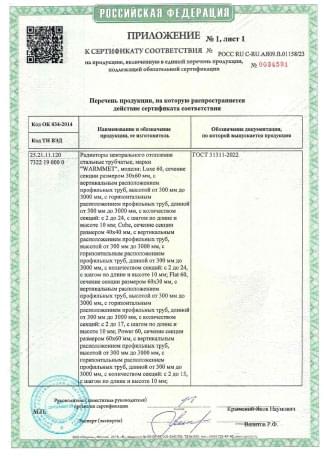 РОССИЙСКАЯ ФЕДЕРАЦИЯ
ПРИЛОЖЕНИЕ № 1, лист 1
К СЕРТИФИКАТУ СООТВЕТСТВИЯ № РОСС RU С-RU.АЯ09.В.01158/23
на продукцию, включенную в единый перечень продукции,
подлежащей обязательной сертификации
№ 0034501
Перечень продукции, на которую распространяется
действие сертификата соответствия
Код ОК 034-2014
Код ТН ВЭД
Наименование и обозначение
продукции, ее изготовитель
Обозначение документации,
по которой выпускается продукция
25.21.11.120
7322 19 000 0
Радиаторы центрального отопления
стальные трубчатые, марки
"WARMMET", модели: Luxe 60, сечение
секции размером 30х60 мм, с
вертикальным расположением
профильных труб, высотой от 300 мм
до 3000 мм, с горизонтальным
расположением профильных труб, длиной
от 300 мм до 3000 мм, с количеством
секций: с 2 до 24, с шагом по длине и
высоте 10 мм; Cuba, сечение секции
размером 40х40 мм, с вертикальным
расположением профильных труб,
высотой от 300 мм до 3000 мм, с
горизонтальным расположением
профильных труб, длиной от 300 мм до
3000 мм, с количеством секций: с 2 до 24,
с шагом по длине и высоте 10 мм; Flat 60,
сечение секции размером 60х30 мм, с
вертикальным расположением
профильных труб, высотой от 300 мм до
3000 мм, с горизонтальным
расположением профильных труб, длиной
от 300 мм до 3000 мм, с количеством
секций: с 2 до 17, с шагом по длине и
высоте 10 мм; Power 60, сечение секции
размером 60х60 мм, с вертикальным
расположением профильных труб,
высотой от 300 мм до 3000 мм, с
горизонтальным расположением
профильных труб, длиной от 300 мм до
3000 мм, с количеством секций: с 2 до 15,
с шагом по длине и высоте 10 мм;
ГОСТ 31311-2022
Руководитель (заместитель руководителя)
органа по сертификации
Наумович
М.П.
Эксперт (эксперты)
Р.Ф.